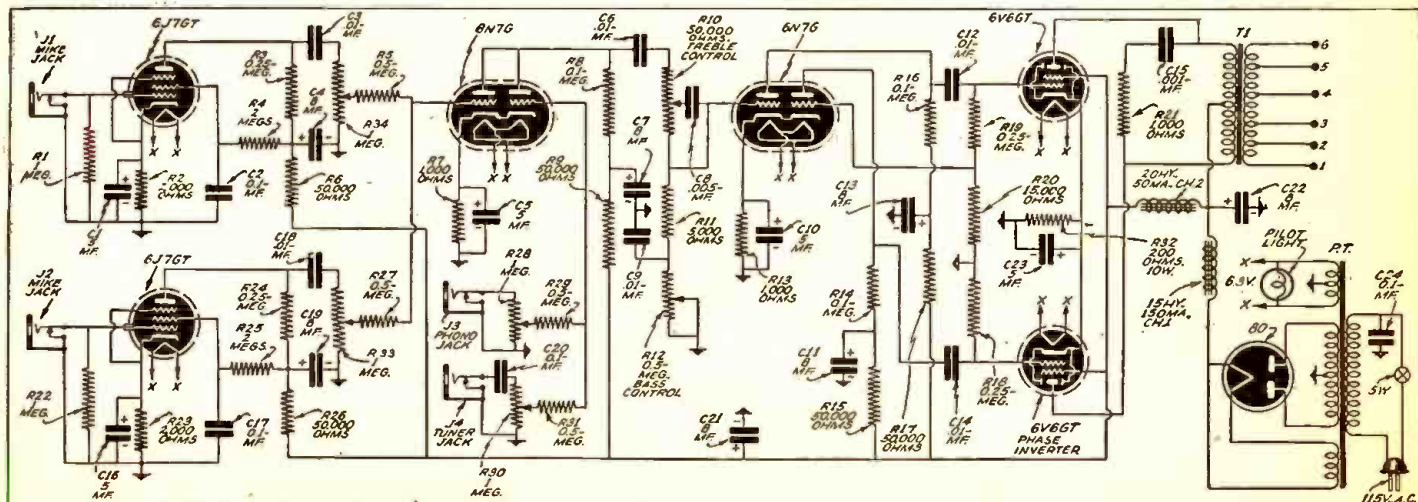 6J7GT
J1
MIKE
JACK
R1
1
MEG.
C1
5
MF.
R2
2,000
OHMS
R4
2
MEGS.
C2
0.1-
MF.
R3
0.25-
MEG.
C3
.01-
MF.
C4
8
MF.
R5
0.5-
MEG.
R34
1
MEG.
R6
50,000
OHMS
X X
6J7GT
J2
MIKE
JACK
R22
1
MEG.
C16
5
MF.
R23
2,000
OHMS
R25
2
MEGS.
C17
0.1-
MF.
R24
0.25-
MEG.
C18
.01-
MF.
C19
8
MF.
R27
0.5-
MEG.
R33
1
MEG.
R26
50,000
OHMS
X X
6N7G
R7
1,000
OHMS
C5
5
MF.
X X
R28
1
MEG.
J3
PHONO
JACK
R29
0.5-
MEG.
C20
0.1-
MF.
J4
TUNER
JACK
R31
0.5-
MEG.
R30
1
MEG.
C6
.01-
MF.
R8
0.1-
MEG.
R9
50,000
OHMS
C7
8
MF.
R10
50,000
OHMS.
TREBLE
CONTROL
C8
.005-
MF.
R11
5,000
OHMS
C9
.01-
MF.
R12
0.5-
MEG.
BASS
CONTROL
6N7G
X X
R13
1,000
OHMS
C10
5
MF.
C21
8
MF.
R14
0.1-
MEG.
C11
8
MF.
R15
50,000
OHMS
C13
8
MF.
R16
0.1-
MEG.
C12
.01-
MF.
R17
50,000
OHMS
C14
.01-
MF.
R18
0.25-
MEG.
R19
0.25-
MEG.
R20
15,000
OHMS
6V6GT
X X
C23
5
MF.
R32
200
OHMS.
10W.
X X
6V6GT
PHASE
INVERTER
C15
.001-
MF.
R21
1,000
OHMS
T1
6
5
4
3
2
1
20HY.
50MA. CH.2
C22
8
MF.
15HY.
150MA.
CH.1
PILOT
LIGHT
X
6.3V.
X
P.T.
80
C24
0.1-
MF.
SW
115V.A.C.